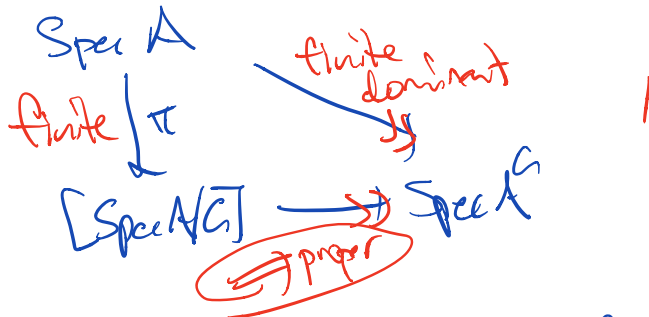 Spec A
finite
dominant
finite
π
[Spec A/G]
Spec A^G
⇒ proper